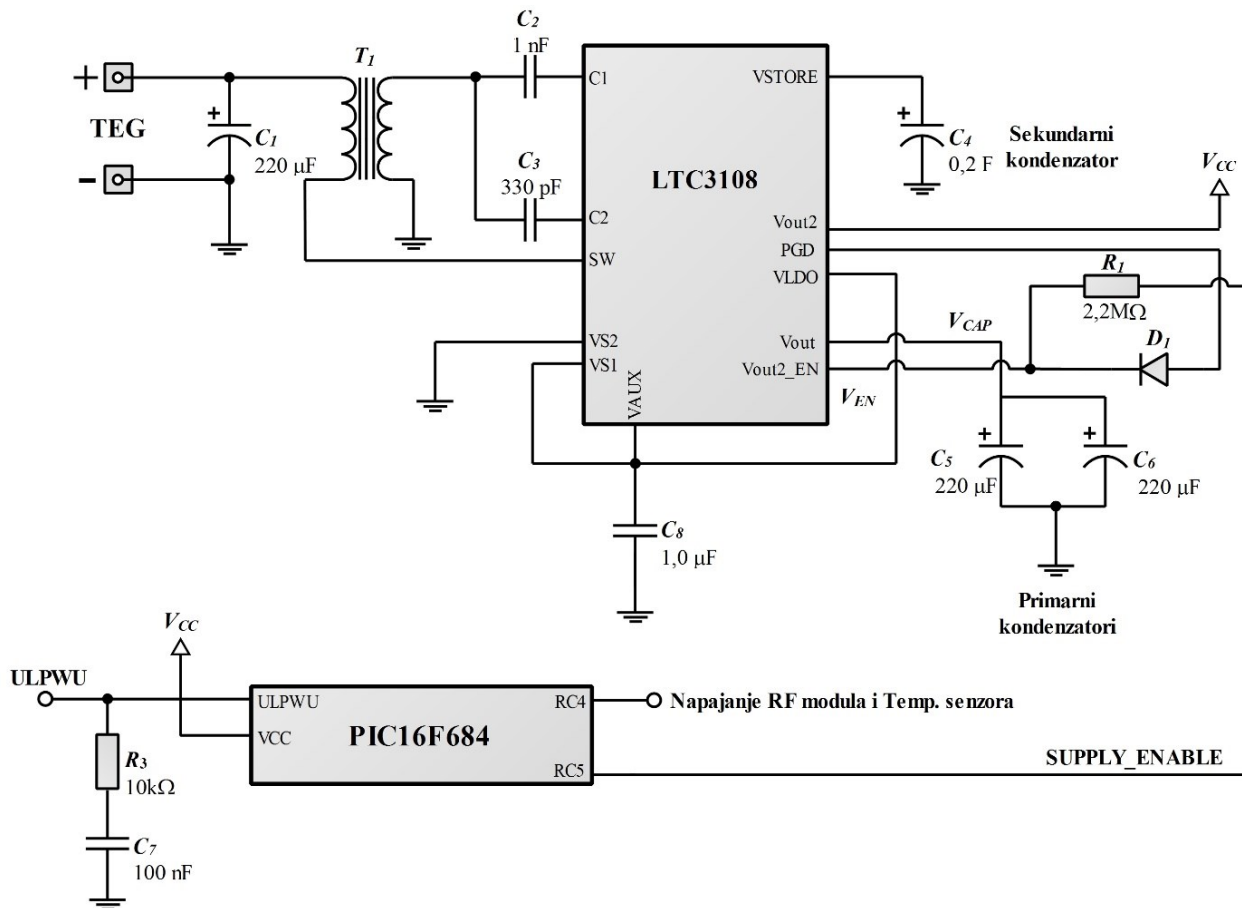 C2
1 nF
T1
+
TEG
-
+
C1
220 µF
C3
330 pF
C1
C2
SW
VS2
VS1
VAUX
LTC3108
VSTORE
Vout2
PGD
VLDO
Vout
Vout2_EN
+
C4
0,2 F
Sekundarni
kondenzator
VCC
R1
2,2MΩ
D1
VCAP
VEN
+
C5
220 µF
+
C6
220 µF
Primarni
kondenzatori
C8
1,0 µF
VCC
ULPWU
R3
10kΩ
C7
100 nF
ULPWU
VCC
PIC16F684
RC4
RC5
Napajanje RF modula i Temp. senzora
SUPPLY_ENABLE